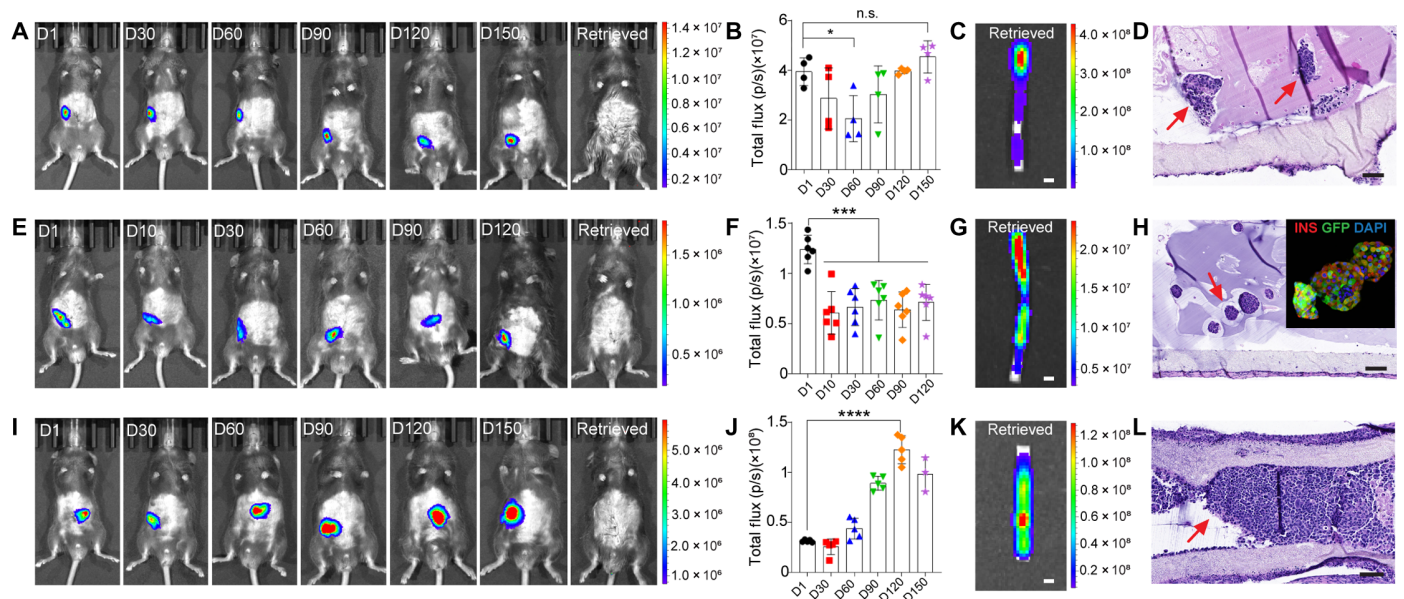 A
D1
D30
D60
D90
D120
D150
Retrieved
1.4 × 10⁷
1.2 × 10⁷
1.0 × 10⁷
0.8 × 10⁷
0.6 × 10⁷
0.4 × 10⁷
0.2 × 10⁷
B
Total flux (p/s)(×10⁷)
6
4
2
0
*
n.s.
D1
D30
D60
D90
D120
D150
C
Retrieved
4.0 × 10⁸
3.0 × 10⁸
2.0 × 10⁸
1.0 × 10⁸
D
E
D1
D10
D30
D60
D90
D120
Retrieved
1.5 × 10⁶
1.0 × 10⁶
0.5 × 10⁶
F
Total flux (p/s)(×10⁷)
1.5
1
0.5
0
***
D1
D10
D30
D60
D90
D120
G
Retrieved
2.0 × 10⁷
1.5 × 10⁷
1.0 × 10⁷
0.5 × 10⁷
H
INS GFP DAPI
I
D1
D30
D60
D90
D120
D150
Retrieved
5.0 × 10⁶
4.0 × 10⁶
3.0 × 10⁶
2.0 × 10⁶
1.0 × 10⁶
J
Total flux (p/s)(×10⁸)
1.5
1
0.5
0
****
D1
D30
D60
D90
D120
D150
K
Retrieved
1.2 × 10⁸
1.0 × 10⁸
0.8 × 10⁸
0.6 × 10⁸
0.4 × 10⁸
0.2 × 10⁸
L